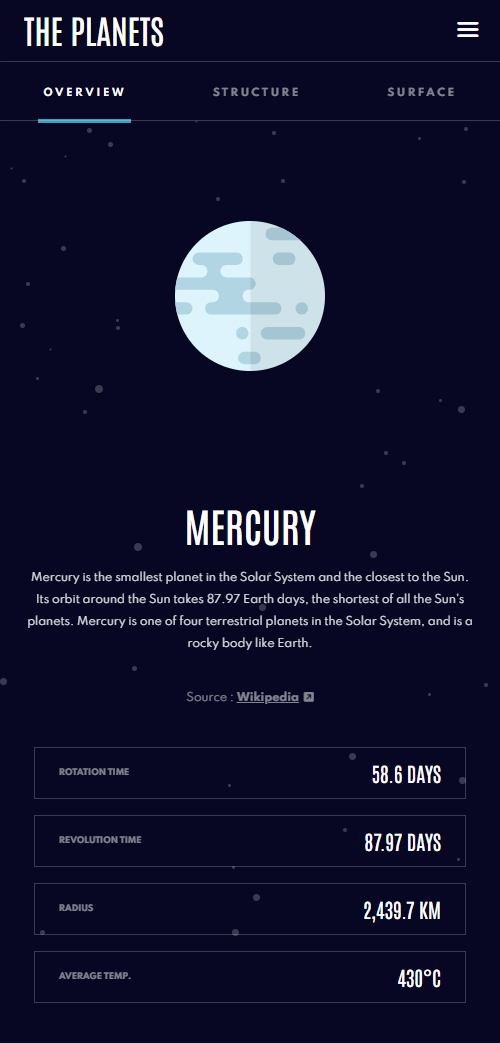 THE PLANETS
OVERVIEW STRUCTURE SURFACE
MERCURY
Mercury is the smallest planet in the Solar System and the closest to the Sun.
Its orbit around the Sun takes 87.97 Earth days, the shortest of all the Sun's
planets. Mercury is one of four terrestrial planets in the Solar System, and is a
rocky body like Earth.
Source : Wikipedia
ROTATION TIME 58.6 DAYS
REVOLUTION TIME 87.97 DAYS
RADIUS 2,439.7 KM
AVERAGE TEMP. 430°C